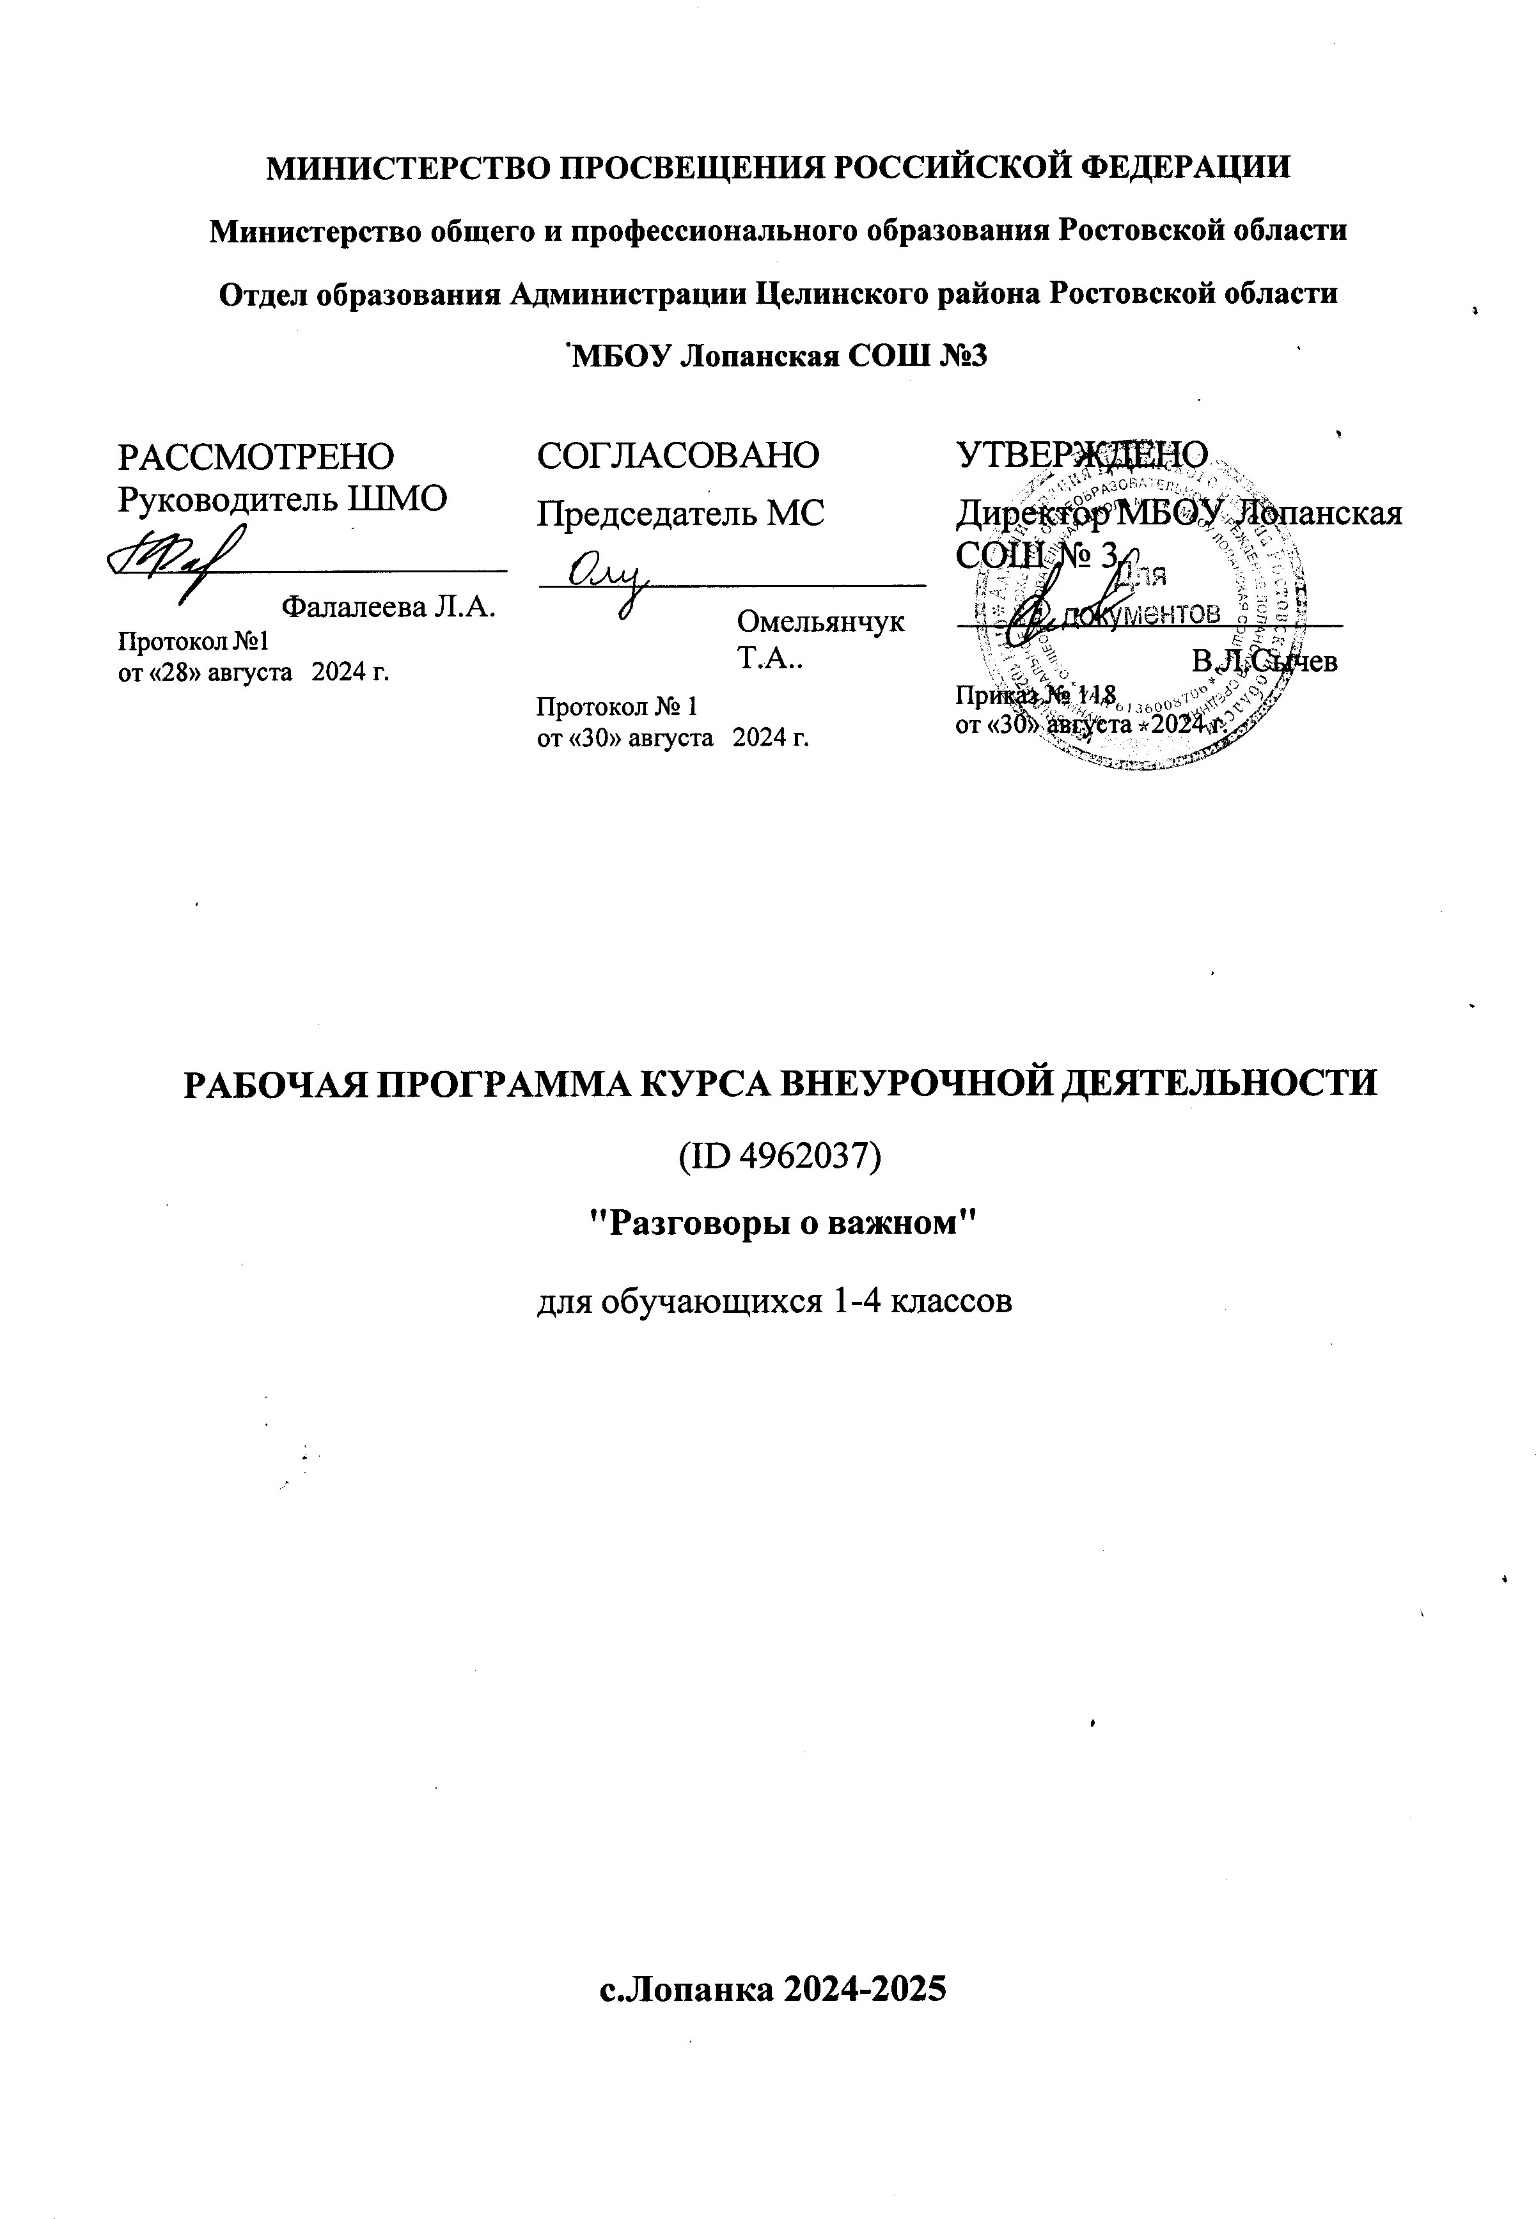 МИНИСТЕРСТВО ПРОСВЕЩЕНИЯ РОССИЙСКОЙ ФЕДЕРАЦИИ
Министерство общего и профессионального образования Ростовской области
Отдел образования Администрации Целинского района Ростовской области
МБОУ Лопанская СОШ №3
РАССМОТРЕНО
Руководитель ШМО
Фалалеева Л.А.
Протокол №1
от «28» августа 2024 г.
СОГЛАСОВАНО
Председатель МС
Омельянчук
Т.А..
Протокол № 1
от «30» августа 2024 г.
УТВЕРЖДЕНО
Директор МБОУ Лопанская
СОШ № 3
Для
документов
В.Л.Сычев
Приказ № 118
от «30» августа 2024 г.
РАБОЧАЯ ПРОГРАММА КУРСА ВНЕУРОЧНОЙ ДЕЯТЕЛЬНОСТИ
(ID 4962037)
"Разговоры о важном"
для обучающихся 1-4 классов
с.Лопанка 2024-2025